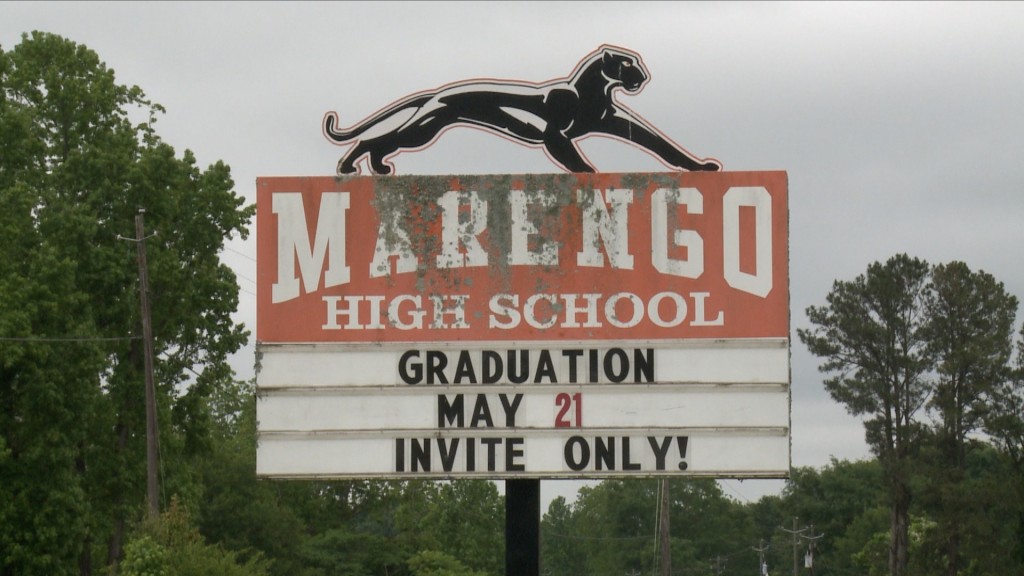 MARENGO
HIGH SCHOOL
GRADUATION
MAY 21
INVITE ONLY!